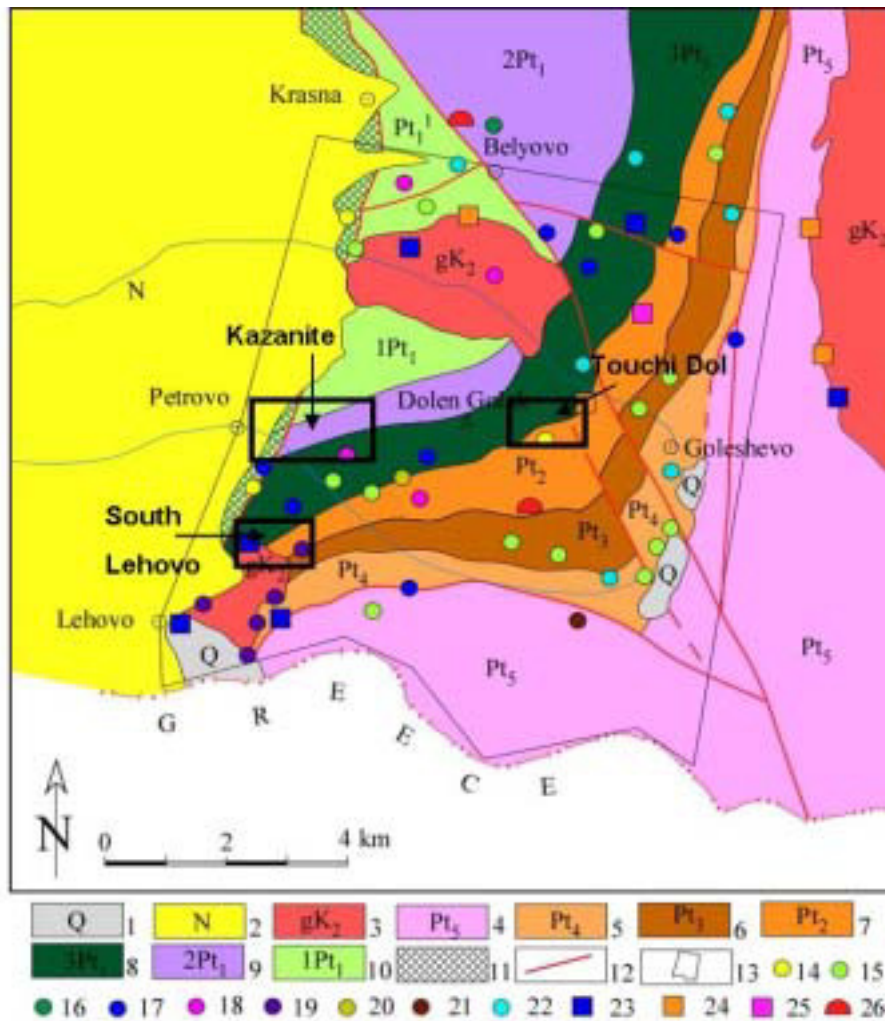 2Pt₁
Pt₅
Krasna
Pt₁¹
Belyovo
gK₂
gK₂
N
Kazanite
1Pt₁
Touchi Dol
Petrovo
Dolen
Goleshevo
Pt₂
Q
South
Pt₄
Pt₃
Lehovo
Pt₄
Q
Lehovo
Q
Pt₅
Pt₅
G R E E C E
N
0 2 4 km
Q 1 N 2 gK₂ 3 Pt₅ 4 Pt₄ 5 Pt₃ 6 Pt₂ 7
8 2Pt₁ 9 1Pt₁ 10 11 12 13 14 15
16 17 18 19 20 21 22 23 24 25 26